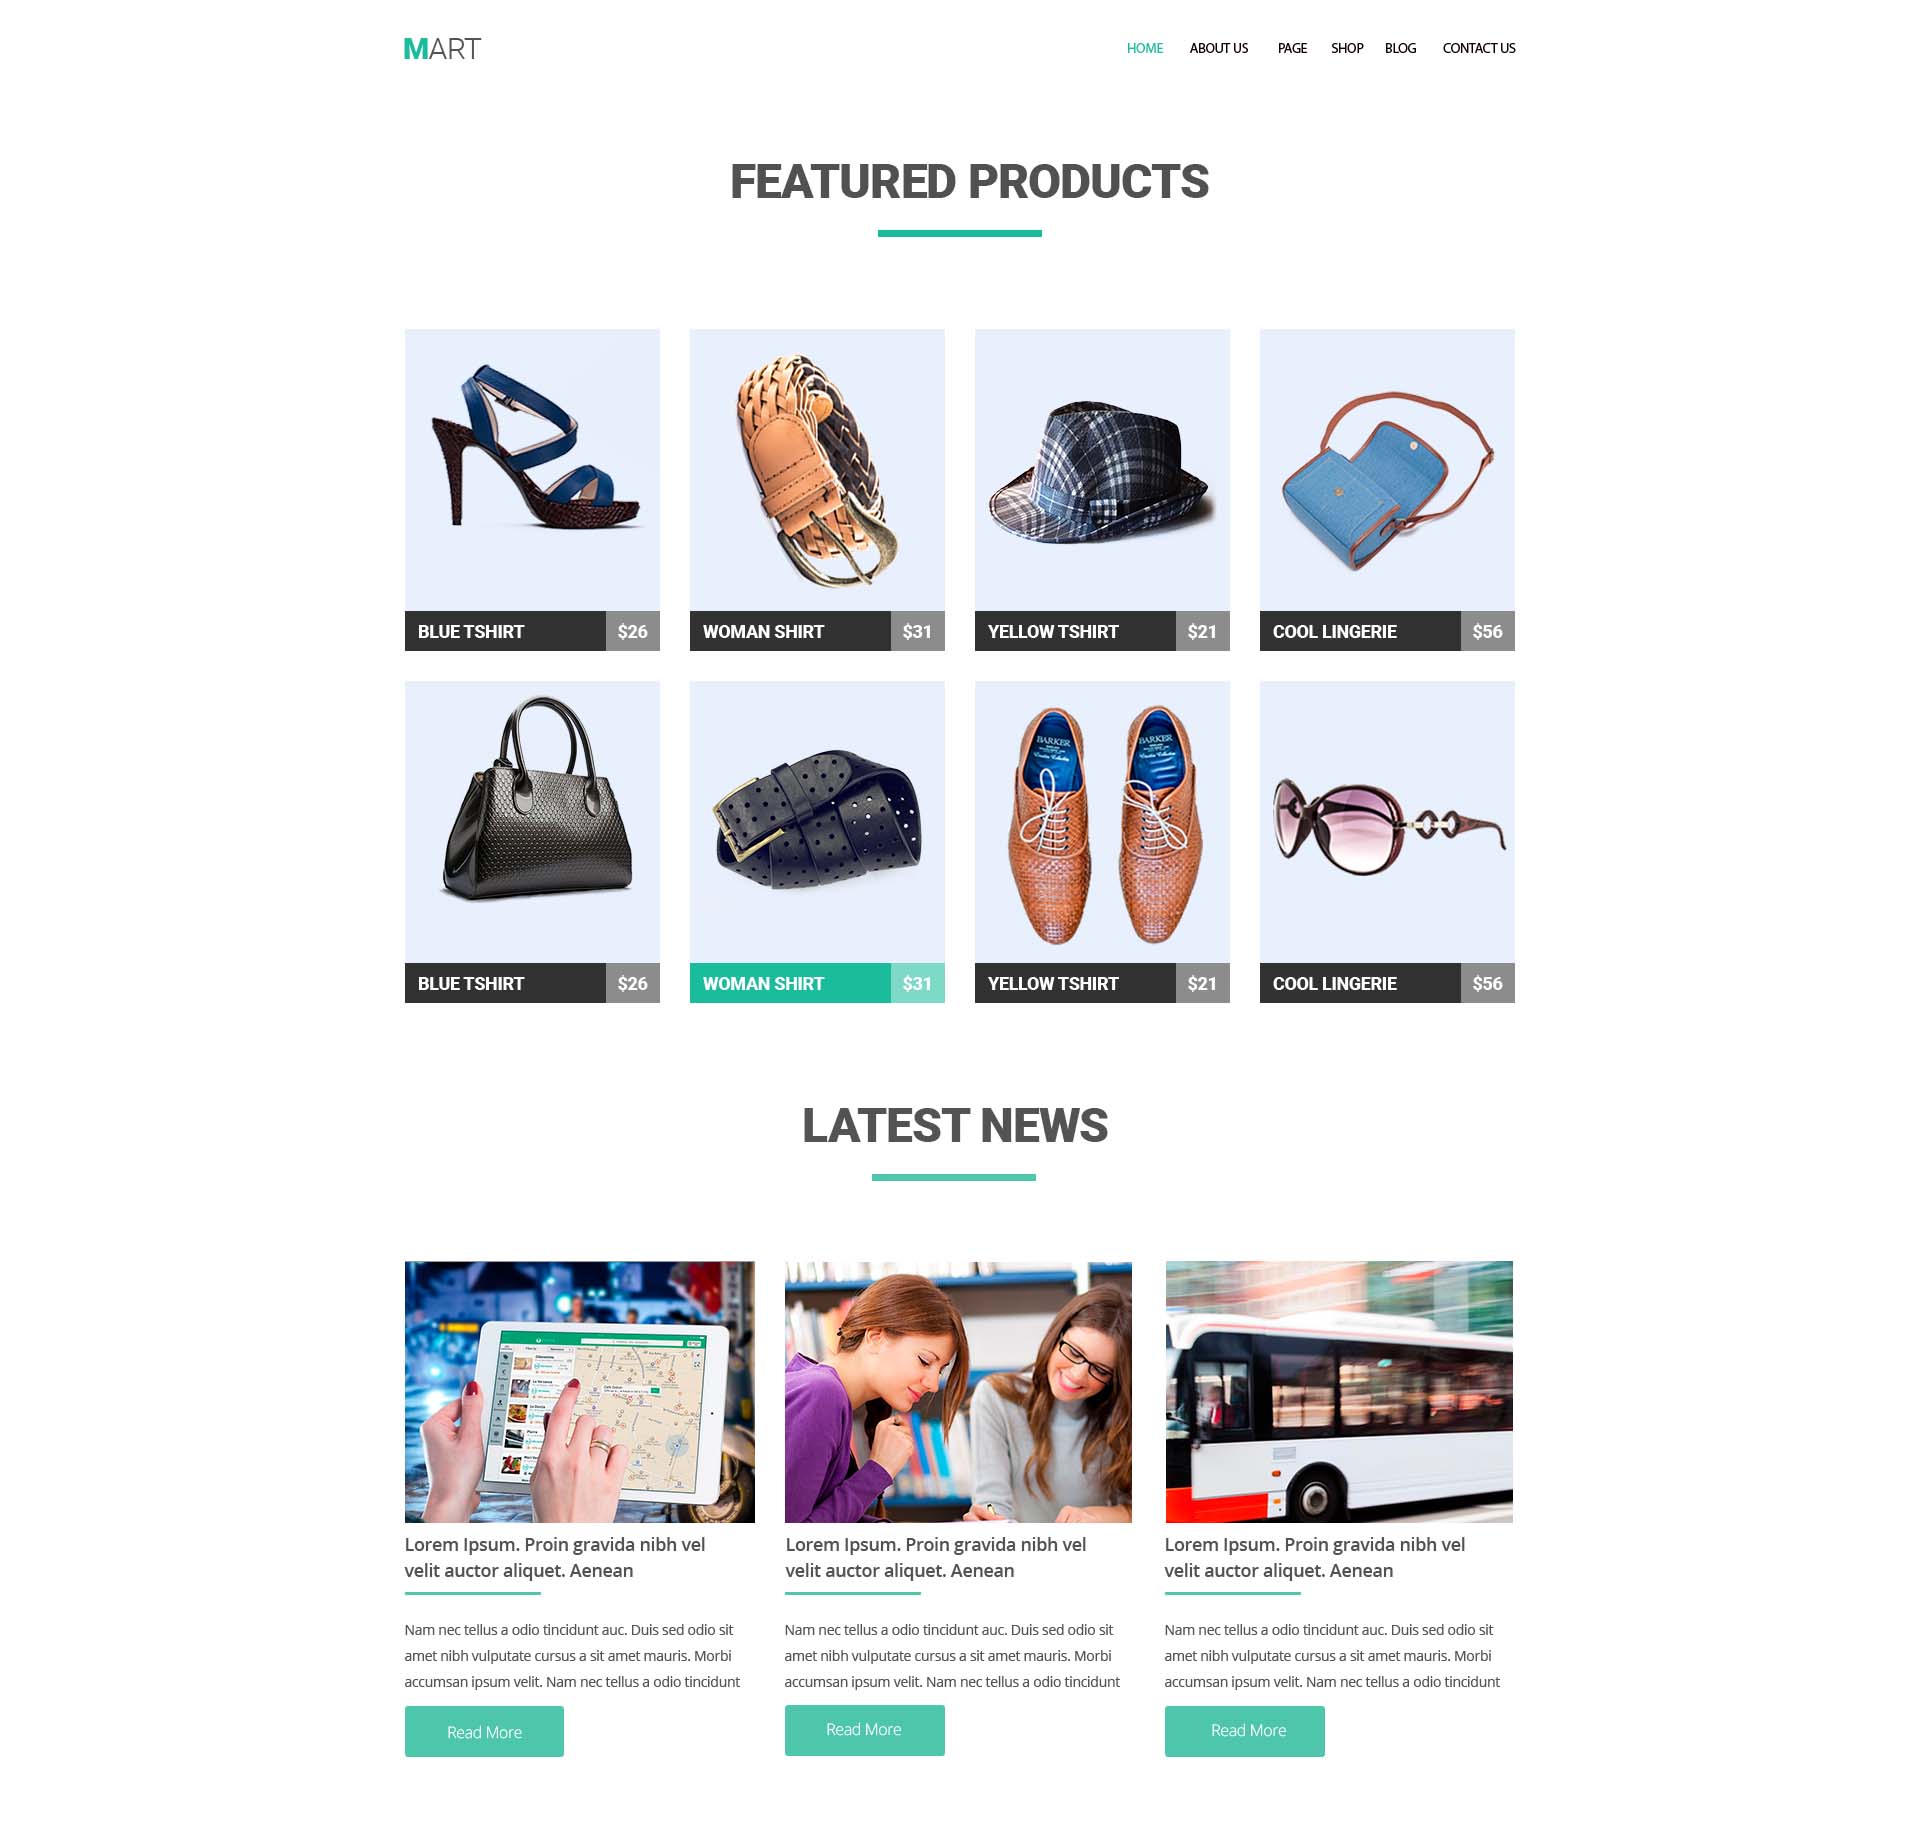 MART
HOME ABOUT US PAGE SHOP BLOG CONTACT US
FEATURED PRODUCTS
BLUE TSHIRT $26
WOMAN SHIRT $31
YELLOW TSHIRT $21
COOL LINGERIE $56
BARKER BARKER
BLUE TSHIRT $26
WOMAN SHIRT $31
YELLOW TSHIRT $21
COOL LINGERIE $56
LATEST NEWS
Lorem Ipsum. Proin gravida nibh vel
velit auctor aliquet. Aenean
Nam nec tellus a odio tincidunt auc. Duis sed odio sit
amet nibh vulputate cursus a sit amet mauris. Morbi
accumsan ipsum velit. Nam nec tellus a odio tincidunt
Read More
Lorem Ipsum. Proin gravida nibh vel
velit auctor aliquet. Aenean
Nam nec tellus a odio tincidunt auc. Duis sed odio sit
amet nibh vulputate cursus a sit amet mauris. Morbi
accumsan ipsum velit. Nam nec tellus a odio tincidunt
Read More
Lorem Ipsum. Proin gravida nibh vel
velit auctor aliquet. Aenean
Nam nec tellus a odio tincidunt auc. Duis sed odio sit
amet nibh vulputate cursus a sit amet mauris. Morbi
accumsan ipsum velit. Nam nec tellus a odio tincidunt
Read More